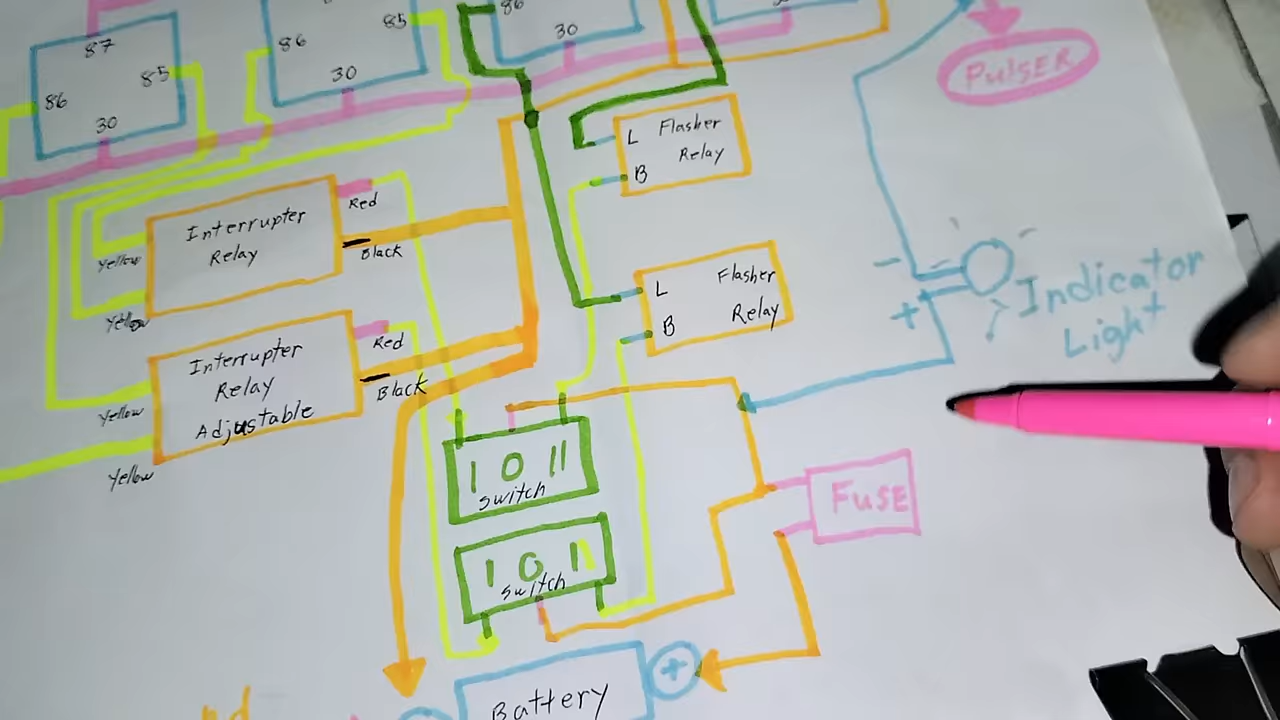 86
87
85
85
86
30
30
86
30
PULSER
L
Flasher
Relay
B
Interrupter
Relay
Red
Black
Yellow
Yellow
L
Flasher
Relay
B
Indicator
Light
-
+
Interrupter
Relay
Adjustable
Red
Black
Yellow
Yellow
I O II
switch
I O II
switch
FUSE
Battery
+